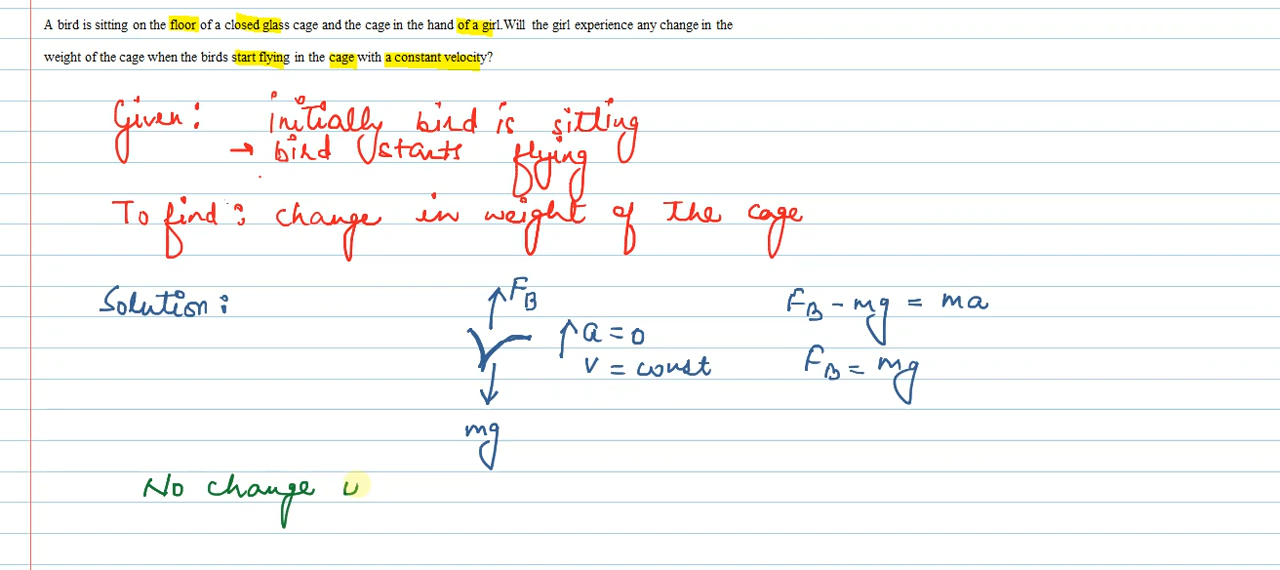 A bird is sitting on the floor of a closed glass cage and the cage in the hand of a girl.Will the girl experience any change in the
weight of the cage when the birds start flying in the cage with a constant velocity?
Given: initially bird is sitting
→ bird starts flying
To find: change in weight of the cage
Solution:
F_B
F_B - mg = ma
a = 0
v = const
F_B = mg
mg
No change